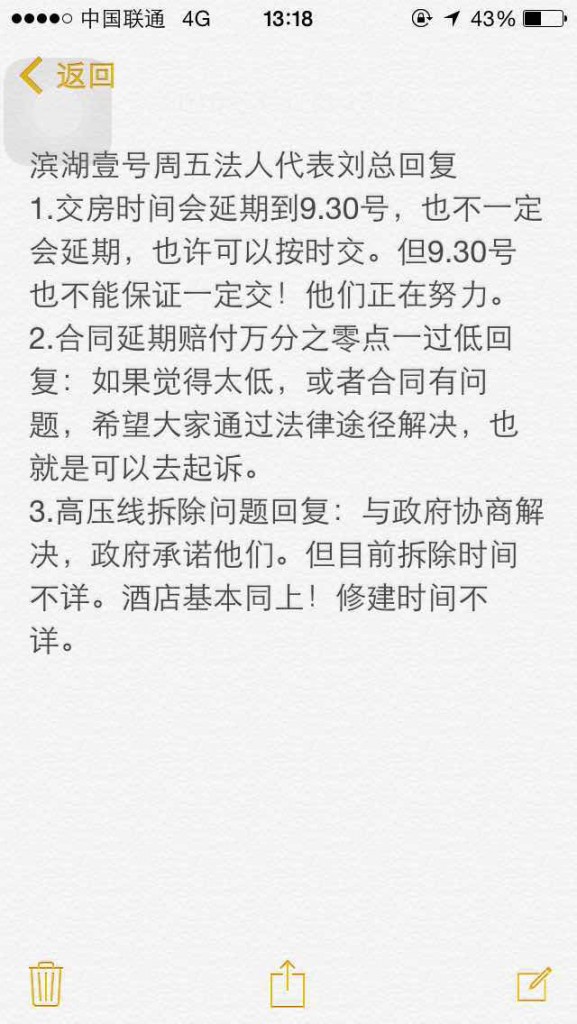 中国联通 4G 13:18 43%
返回
滨湖壹号周五法人代表刘总回复
1.交房时间会延期到9.30号，也不一定
会延期，也许可以按时交。但9.30号
也不能保证一定交！他们正在努力。
2.合同延期赔付万分之零点一过低回
复：如果觉得太低，或者合同有问
题，希望大家通过法律途径解决，也
就是可以去起诉。
3.高压线拆除问题回复：与政府协商解
决，政府承诺他们。但目前拆除时间
不详。酒店基本同上！修建时间不
详。